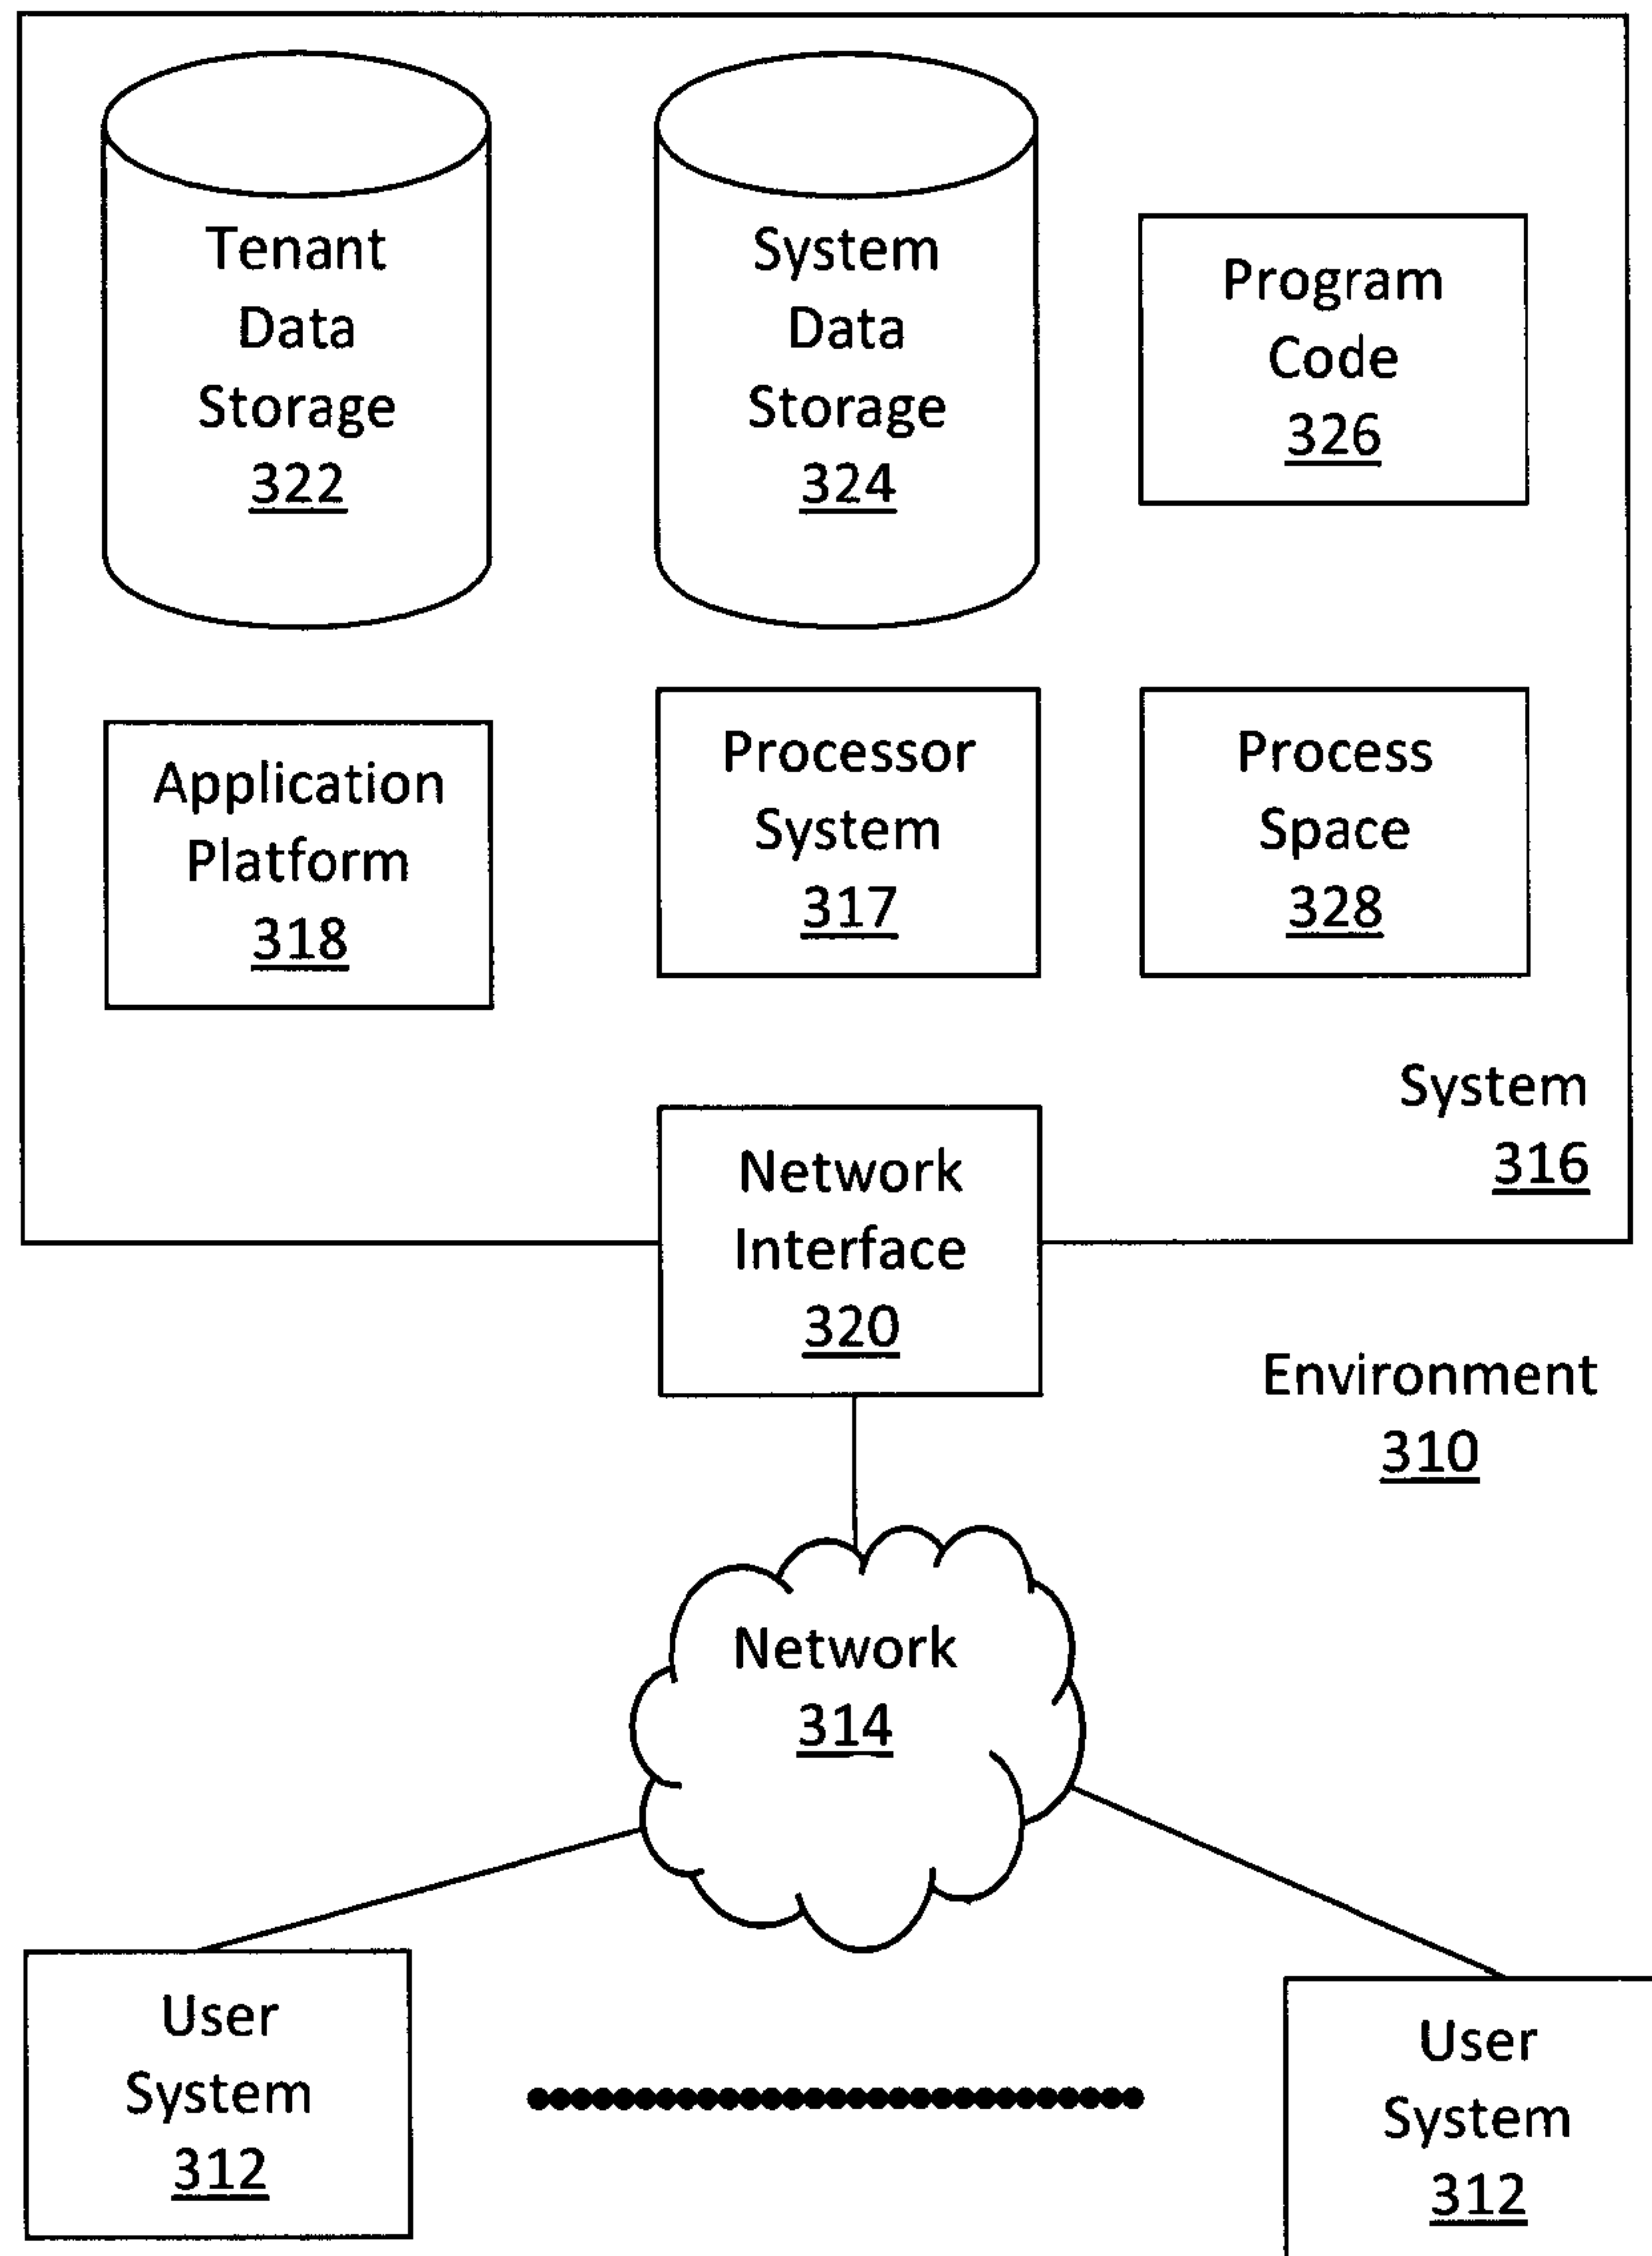 Tenant
Data
Storage
322
System
Data
Storage
324
Program
Code
326
Application
Platform
318
Processor
System
317
Process
Space
328
System
316
Network
Interface
320
Environment
310
Network
314
User
System
312
User
System
312